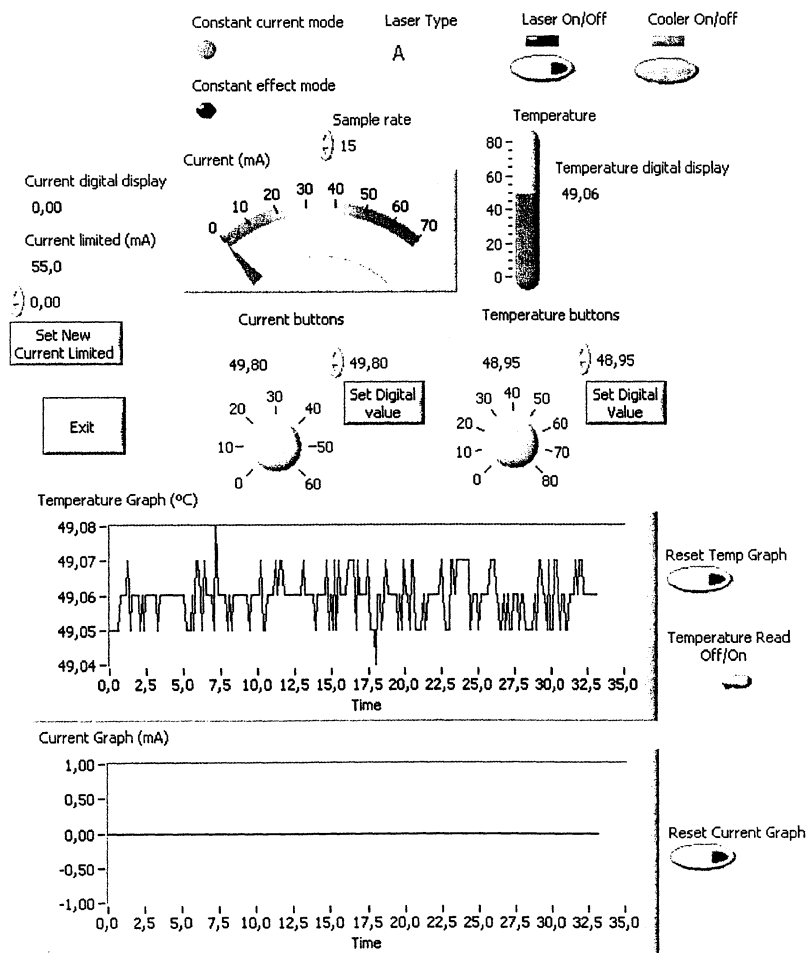 Constant current mode
Laser Type
Laser On/Off
Cooler On/off
A
Constant effect mode
Sample rate
15
Temperature
Current (mA)
0 10 20 30 40 50 60 70
80
60
40
20
0
Temperature digital display
49,06
Current digital display
0,00
Current limited (mA)
55,0
0,00
Set New
Current Limited
Exit
Current buttons
49,80
49,80
Set Digital
value
0 10 20 30 40 50 60
Temperature buttons
48,95
48,95
Set Digital
Value
0 10 20 30 40 50 60 70 80
Temperature Graph (ºC)
49,08
49,07
49,06
49,05
49,04
0,0 2,5 5,0 7,5 10,0 12,5 15,0 17,5 20,0 22,5 25,0 27,5 30,0 32,5 35,0
Time
Reset Temp Graph
Temperature Read
Off/On
Current Graph (mA)
1,00
0,50
0,00
-0,50
-1,00
0,0 2,5 5,0 7,5 10,0 12,5 15,0 17,5 20,0 22,5 25,0 27,5 30,0 32,5 35,0
Time
Reset Current Graph